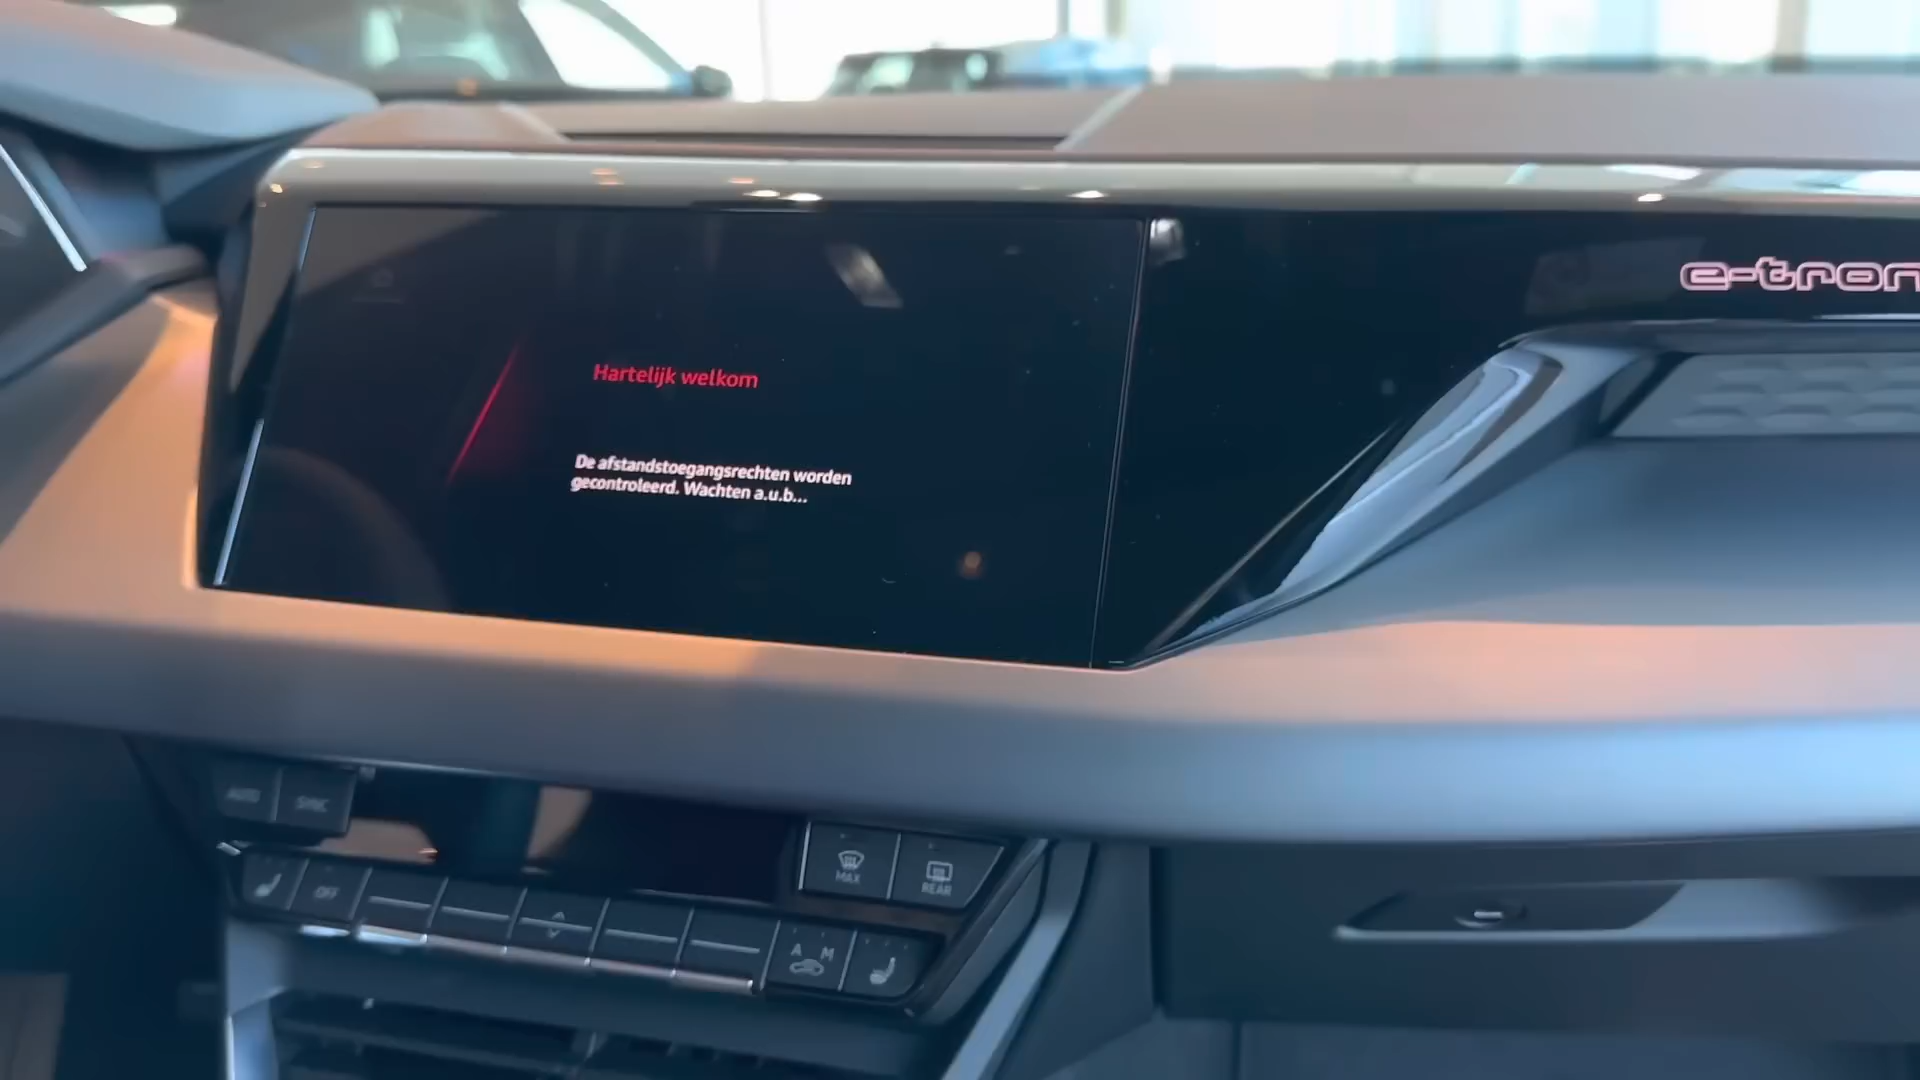 e-tron
Hartelijk welkom
De afstandstoegangsrechten worden
gecontroleerd. Wachten a.u.b...
AUTO
SYNC
MAX
REAR
OFF
A M